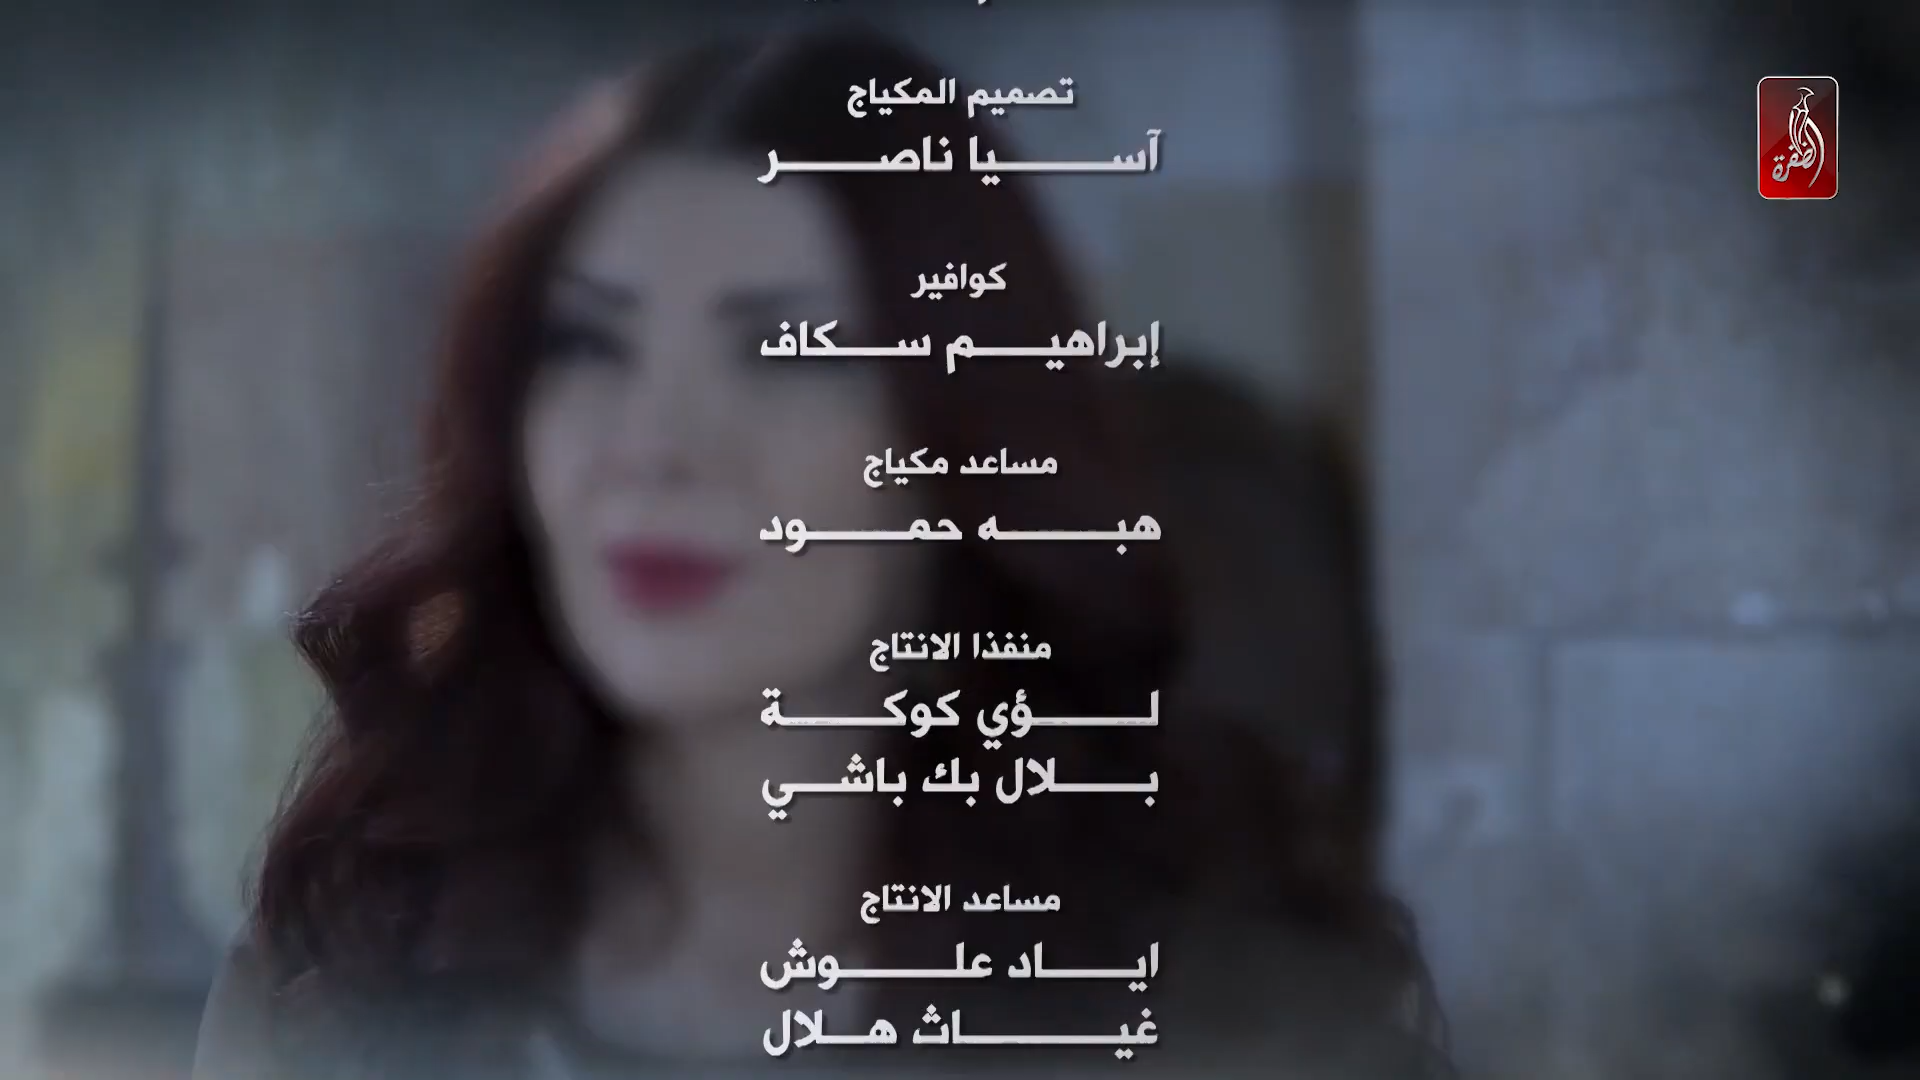 تصميم المكياج
آسيا ناصر
الظفرة
كوافير
إبراهيم سكاف
مساعد مكياج
هبه حمود
منفذا الانتاج
لؤي كوكة
بلال بك باشي
مساعد الانتاج
اياد علوش
غياث هلال